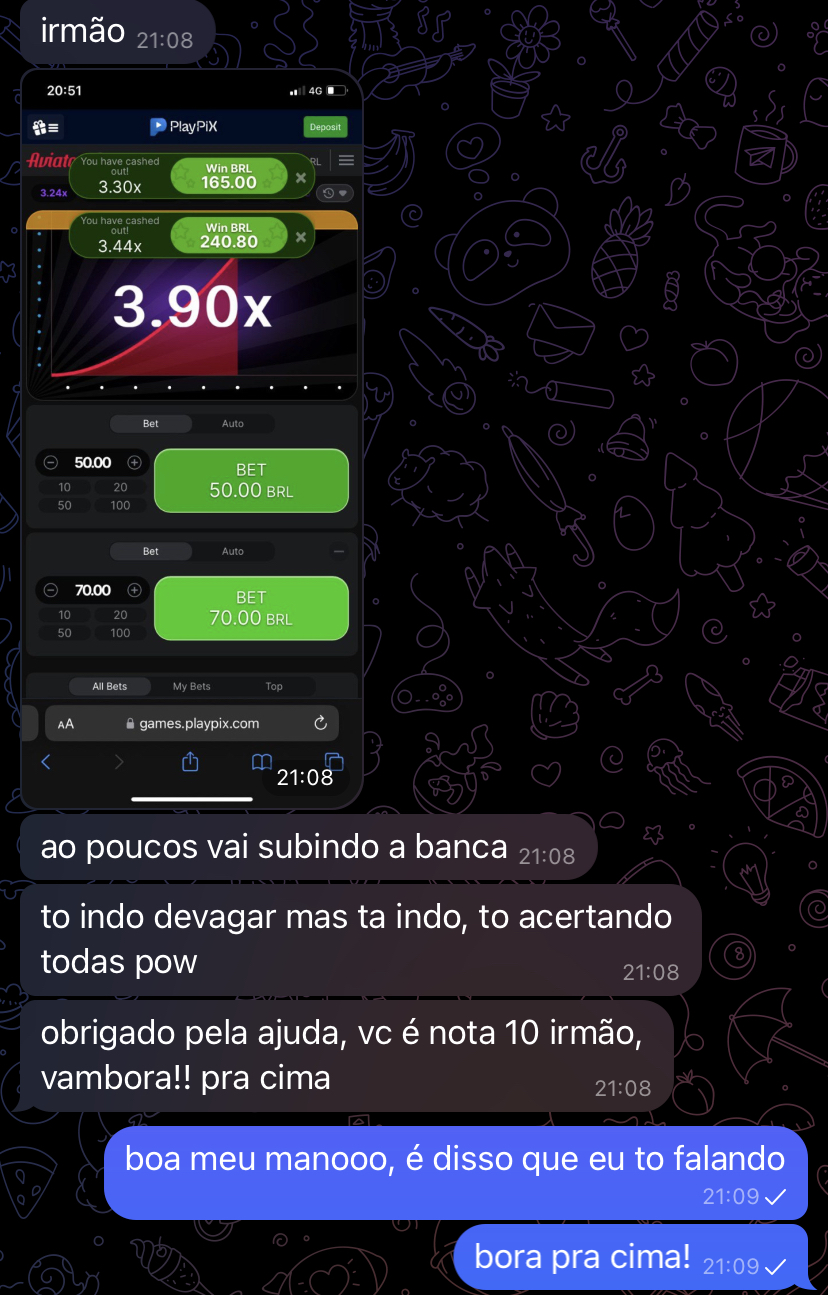 irmão 21:08
20:51 4G
PlayPiX Deposit
Aviato RL
You have cashed out! 3.30x Win BRL 165.00 ×
3.24x
You have cashed out! 3.44x Win BRL 240.80 ×
3.90x
Bet Auto
50.00
BET
50.00 BRL
10 20
50 100
Bet Auto
70.00
BET
70.00 BRL
10 20
50 100
All Bets My Bets Top
AA games.playpix.com
21:08
ao poucos vai subindo a banca 21:08
to indo devagar mas ta indo, to acertando
todas pow 21:08
obrigado pela ajuda, vc é nota 10 irmão,
vambora!! pra cima 21:08
boa meu manooo, é disso que eu to falando
21:09
bora pra cima! 21:09